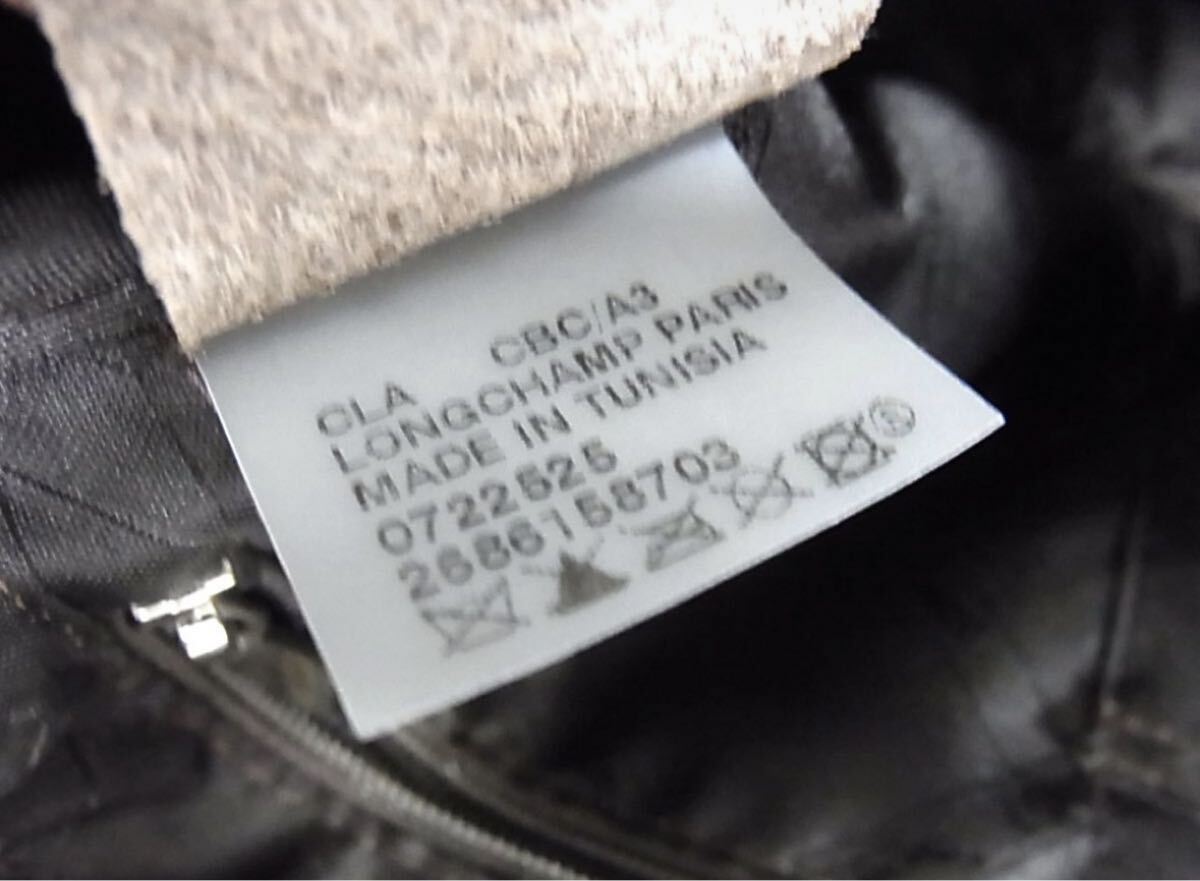 CLA CBC/A3
LONGCHAMP PARIS
MADE IN TUNISIA
0722525
2686158703